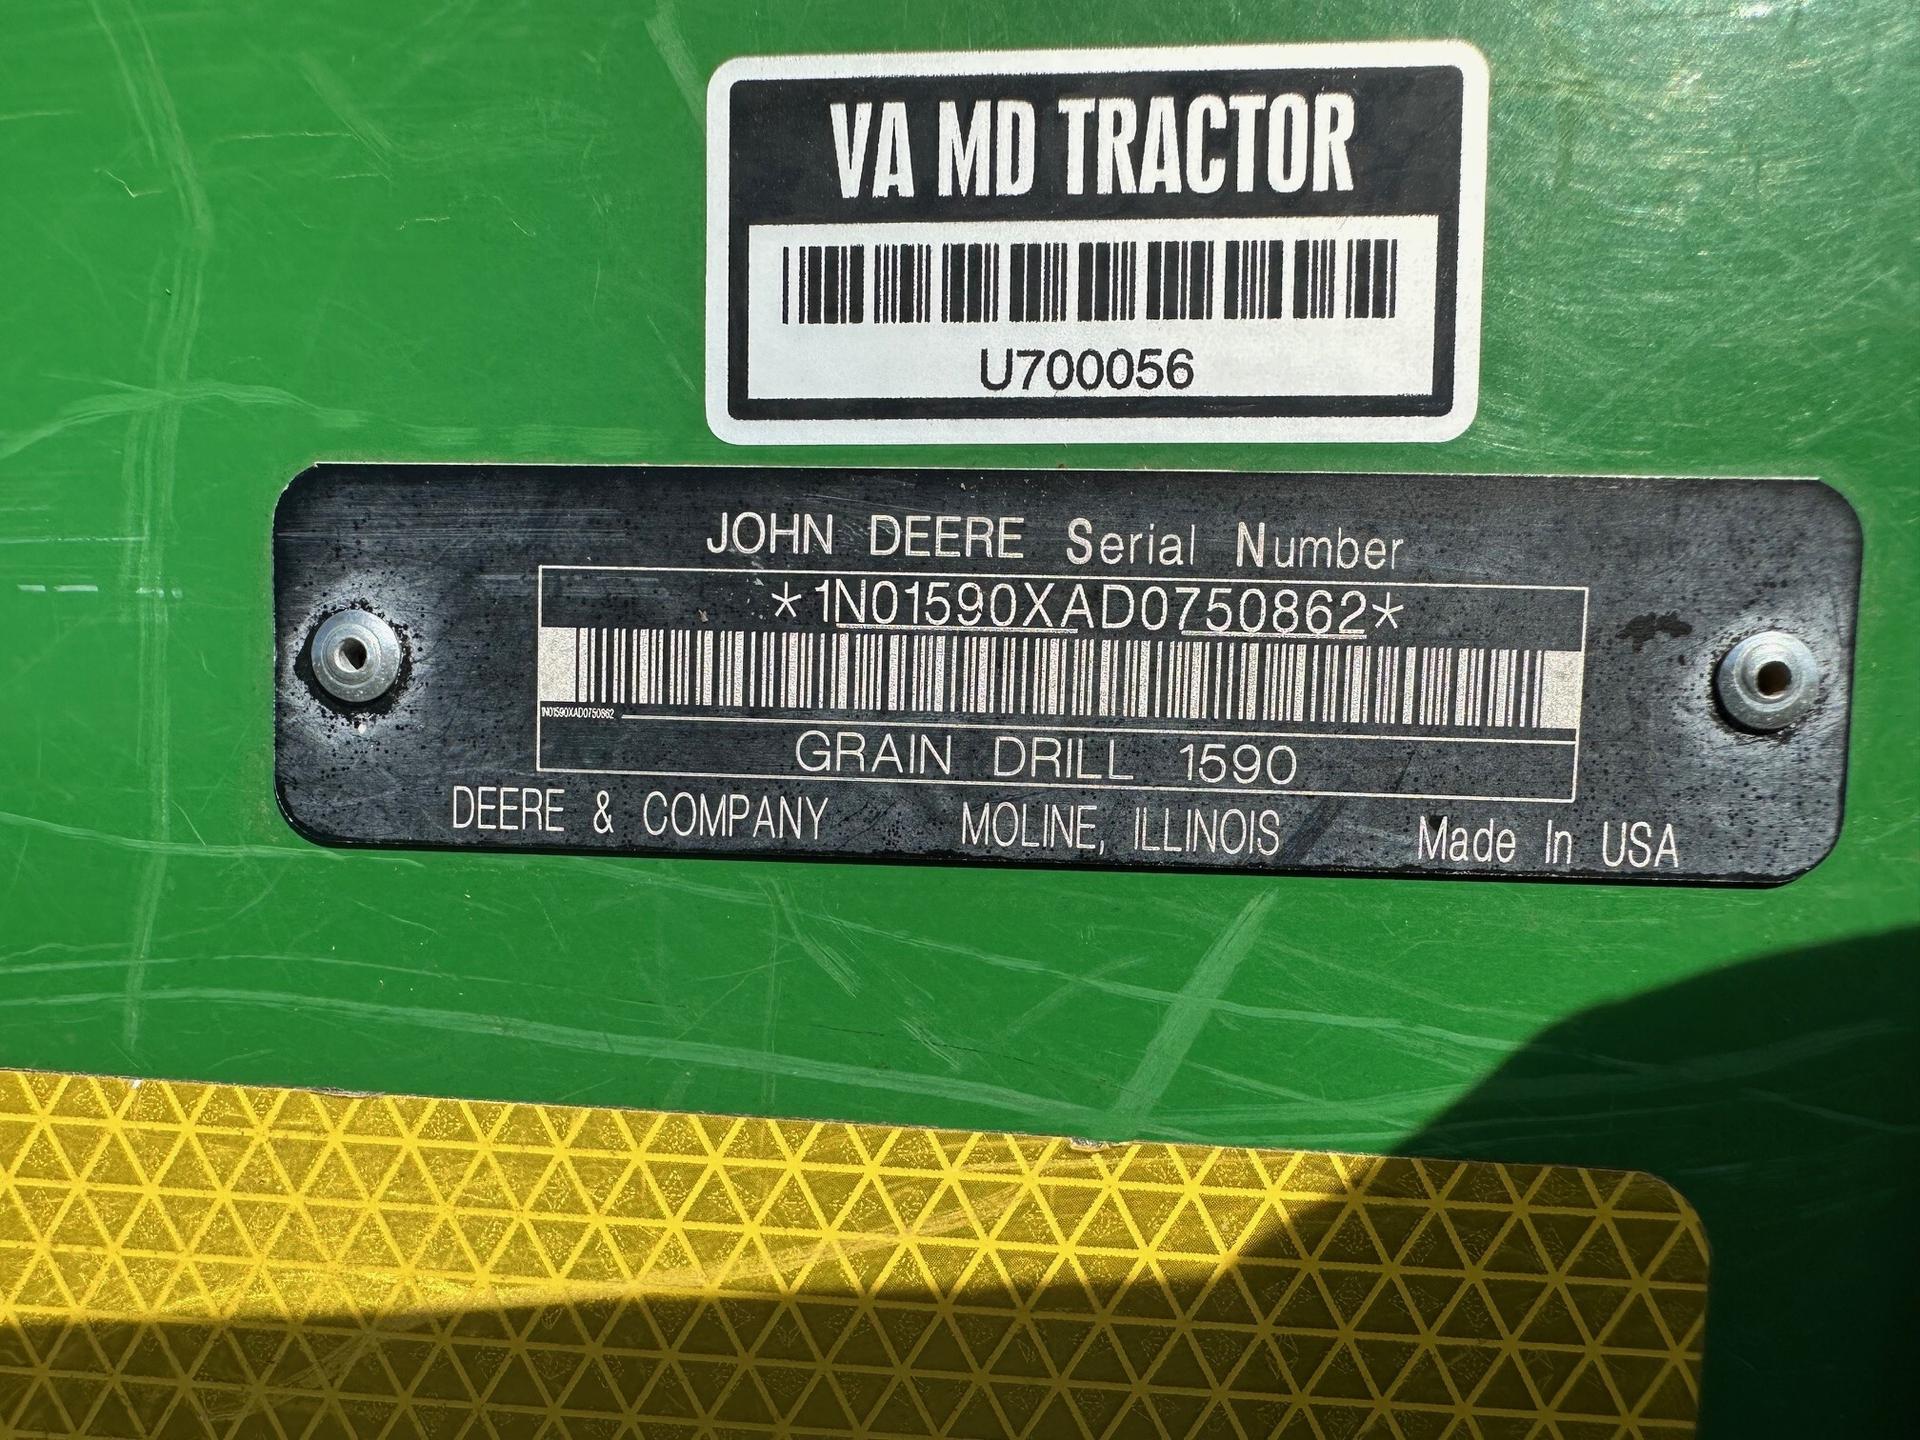 VA MD TRACTOR
U700056
JOHN DEERE Serial Number
*1N01590XAD0750862*
1N01590XAD0750862
GRAIN DRILL 1590
DEERE & COMPANY MOLINE, ILLINOIS Made In USA